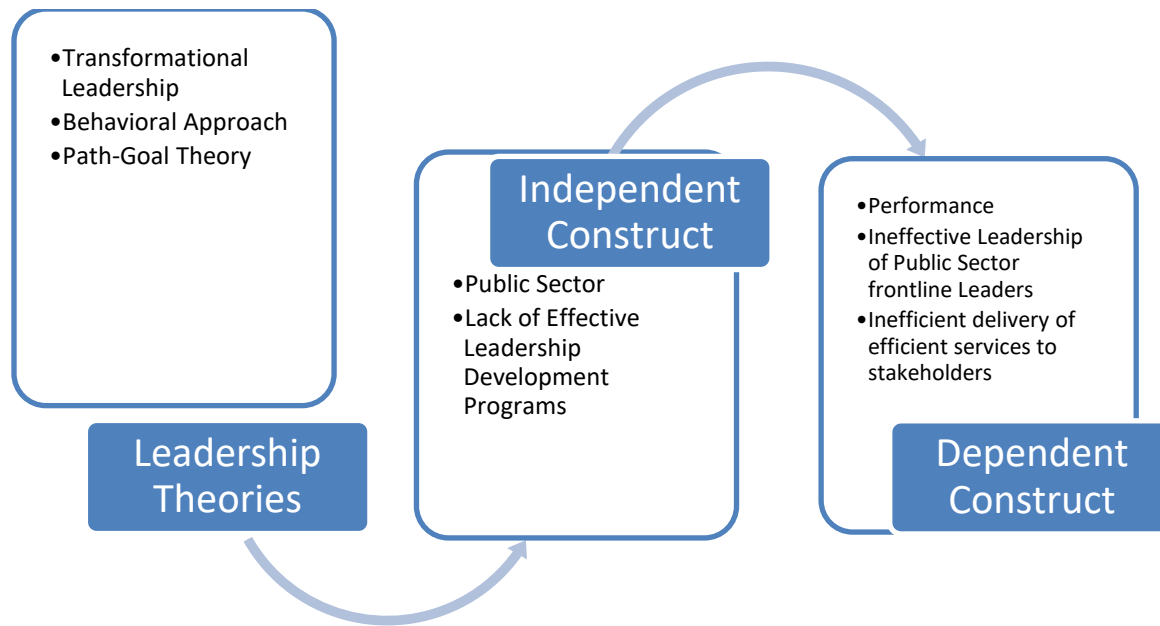 •Transformational
Leadership
•Behavioral Approach
•Path-Goal Theory
Leadership
Theories
Independent
Construct
•Public Sector
•Lack of Effective
Leadership
Development
Programs
•Performance
•Ineffective Leadership
of Public Sector
frontline Leaders
•Inefficient delivery of
efficient services to
stakeholders
Dependent
Construct